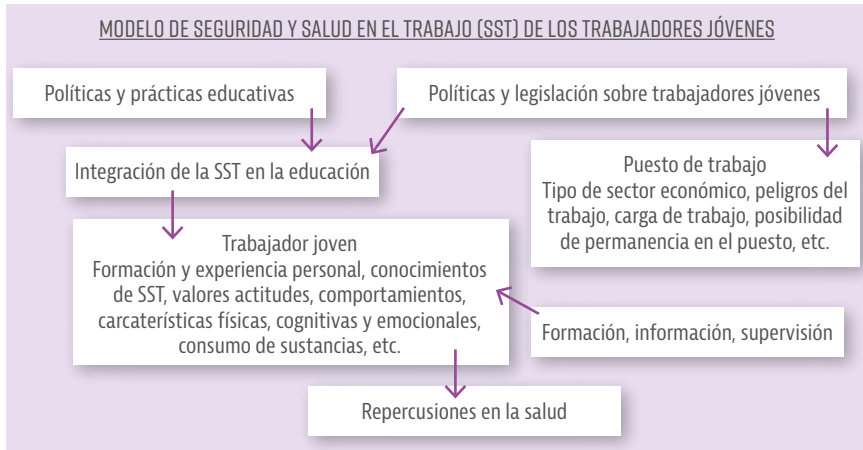 MODELO DE SEGURIDAD Y SALUD EN EL TRABAJO (SST) DE LOS TRABAJADORES JÓVENES
Políticas y prácticas educativas
Políticas y legislación sobre trabajadores jóvenes
Integración de la SST en la educación
Puesto de trabajo
Tipo de sector económico, peligros del
trabajo, carga de trabajo, posibilidad
de permanencia en el puesto, etc.
Trabajador joven
Formación y experiencia personal, conocimientos
de SST, valores actitudes, comportamientos,
carcaterísticas físicas, cognitivas y emocionales,
consumo de sustancias, etc.
Formación, información, supervisión
Repercusiones en la salud